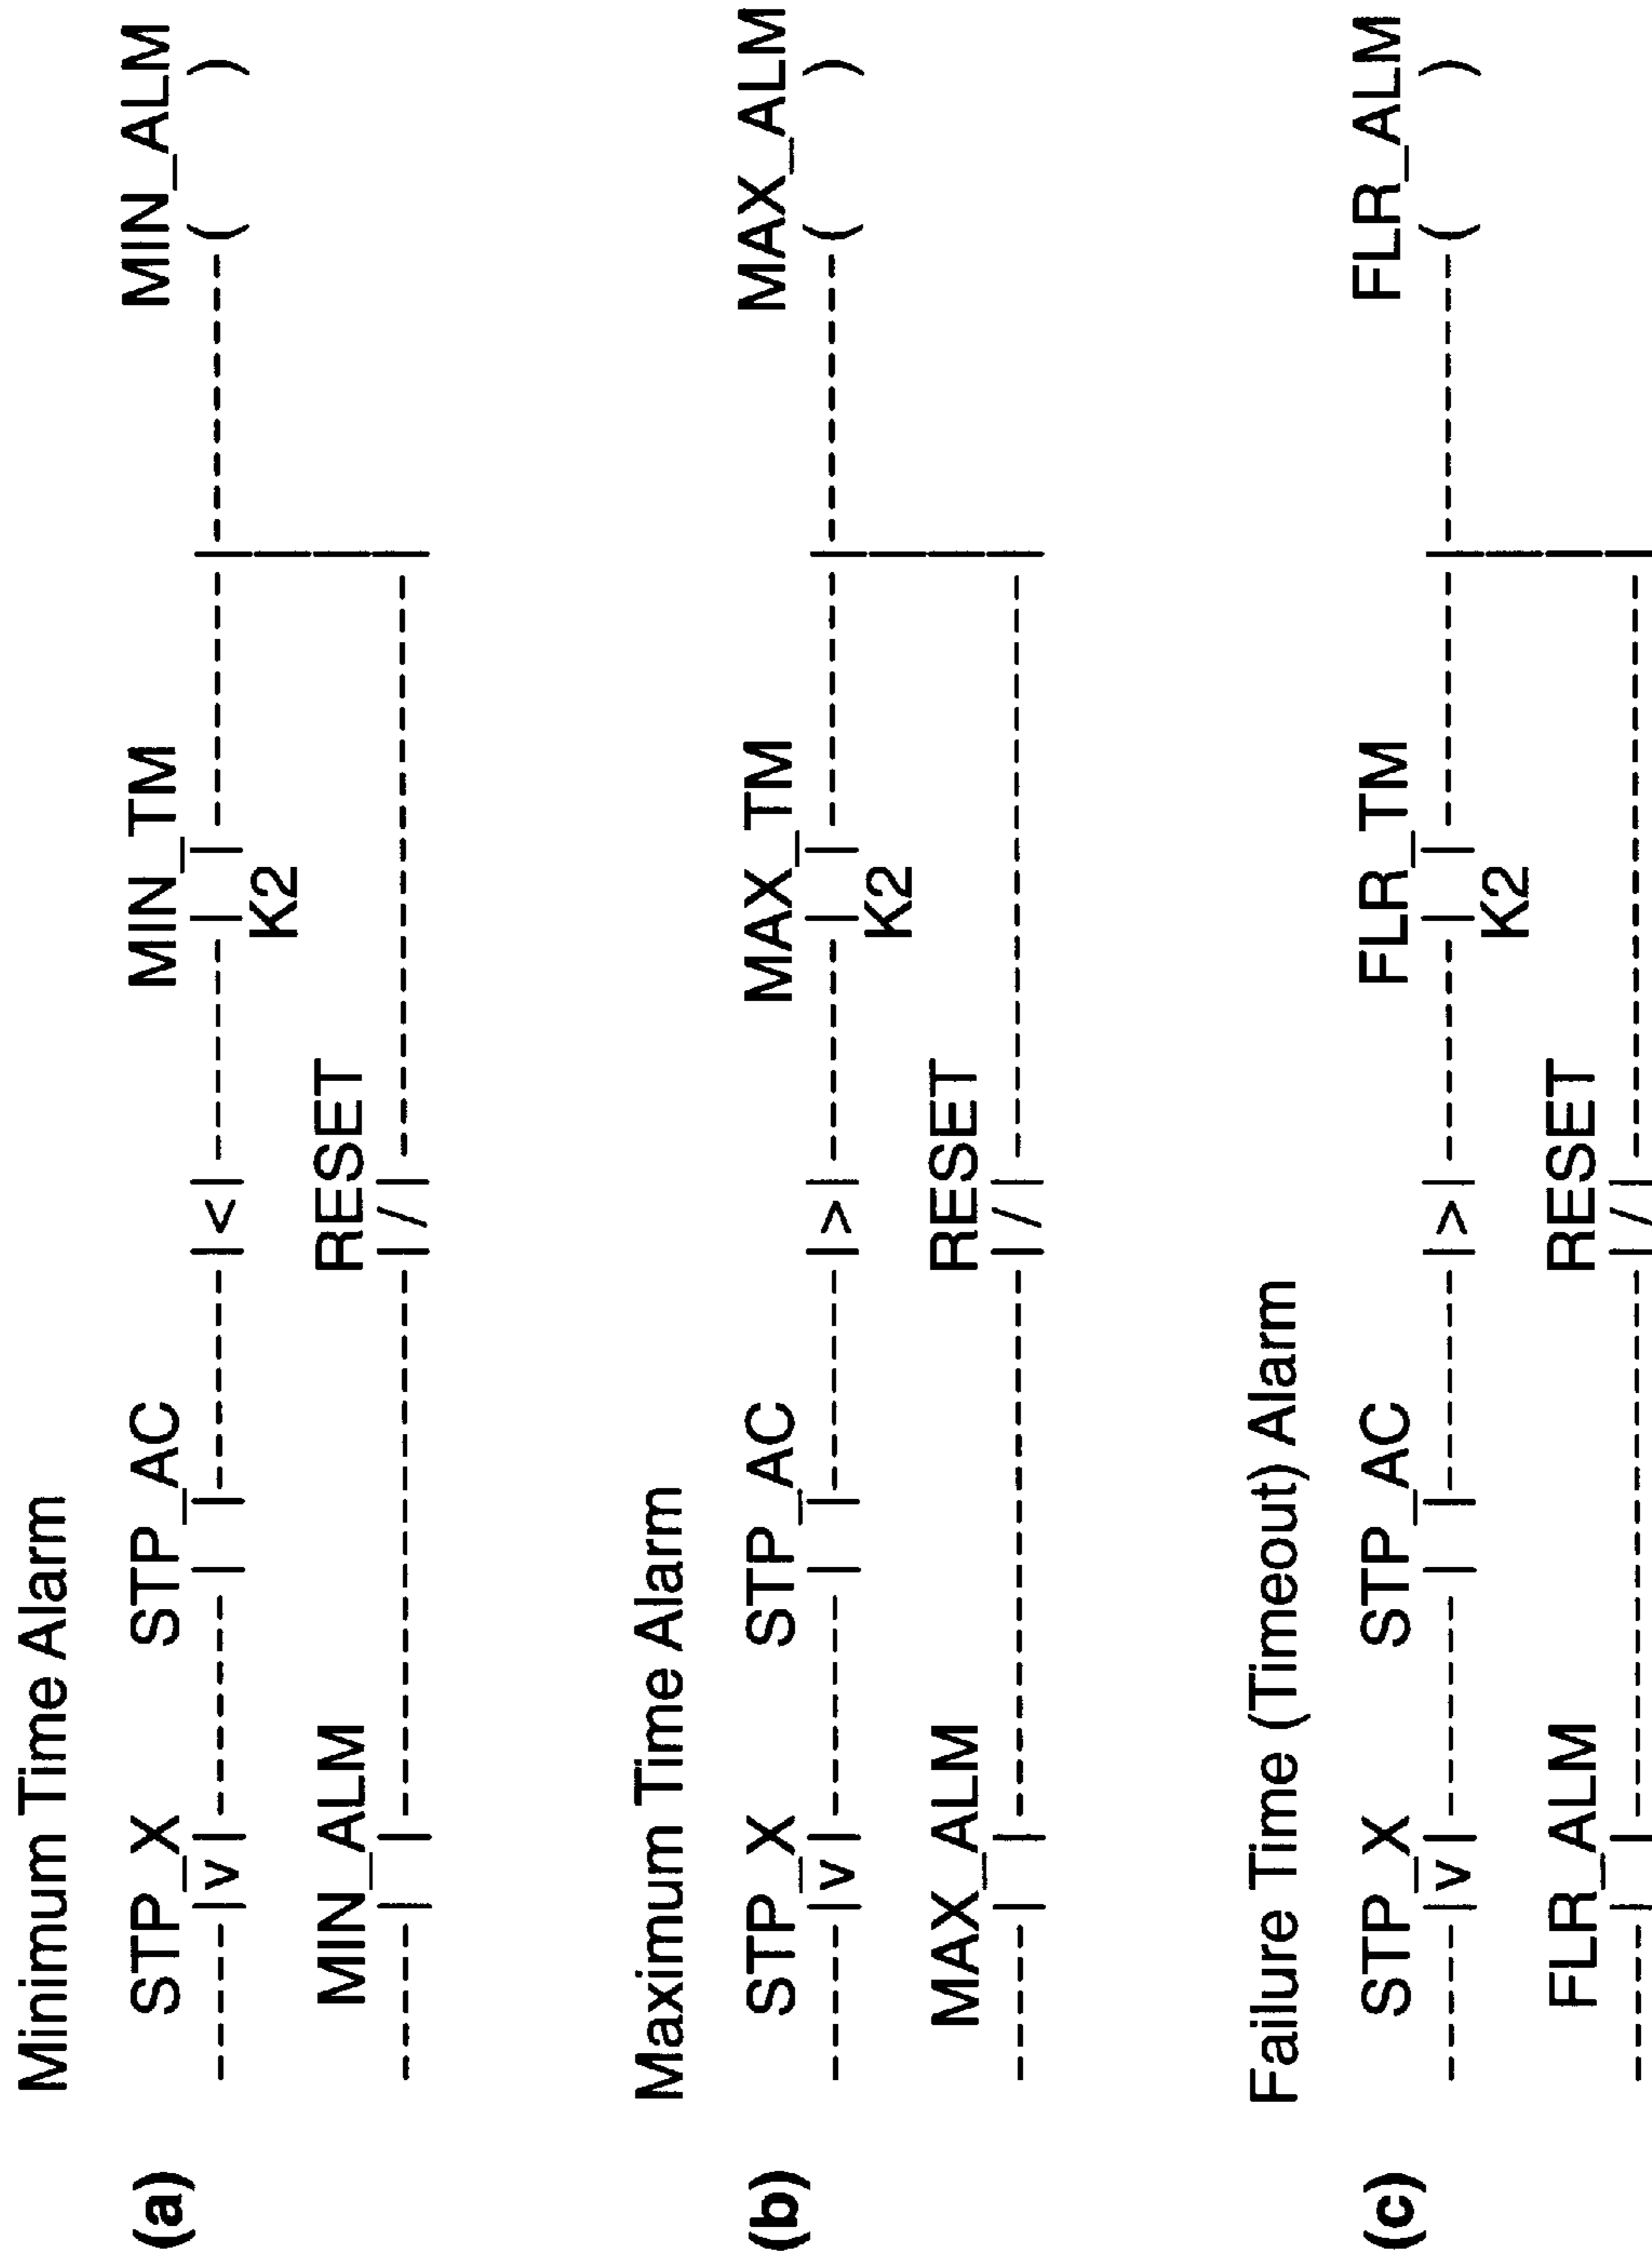 Minimum Time Alarm
(a) STP_X STP_AC MIN_TM MIN_ALM
-----|v|--------| |--------|<|--------| |------------------( )
K2
MIN_ALM RESET
-----| |------------------|/|------------------|
Maximum Time Alarm
(b) STP_X STP_AC MAX_TM MAX_ALM
-----|v|--------| |--------|>|--------| |------------------( )
K2
MAX_ALM RESET
-----| |------------------|/|------------------|
Failure Time (Timeout) Alarm
(c) STP_X STP_AC FLR_TM FLR_ALM
-----|v|--------| |--------|>|--------| |------------------( )
K2
FLR_ALM RESET
-----| |------------------|/|------------------|